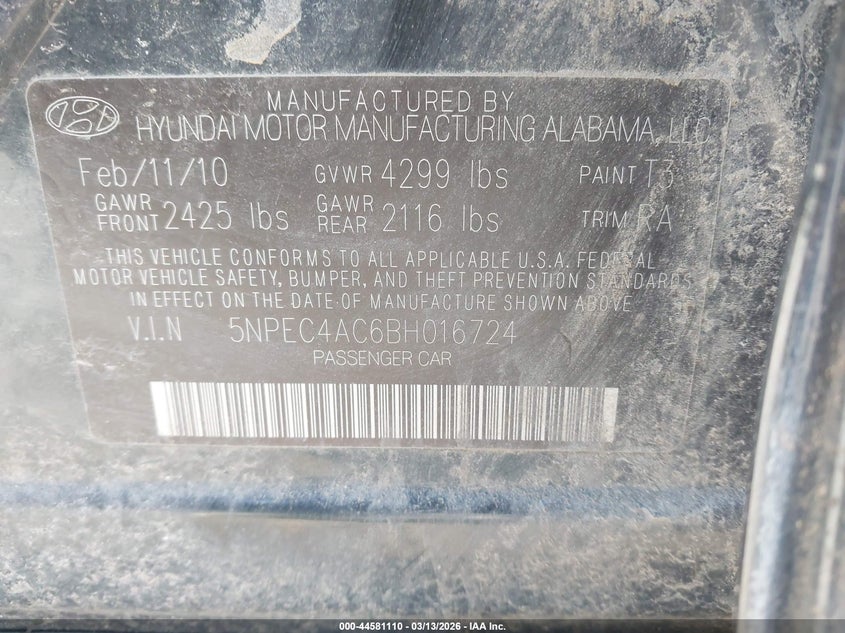 MANUFACTURED BY
HYUNDAI MOTOR MANUFACTURING ALABAMA, LLC
Feb/11/10 GVWR 4299 lbs PAINT T3
GAWR FRONT 2425 lbs GAWR REAR 2116 lbs TRIM RA
THIS VEHICLE CONFORMS TO ALL APPLICABLE U.S.A. FEDERAL
MOTOR VEHICLE SAFETY, BUMPER, AND THEFT PREVENTION STANDARDS
IN EFFECT ON THE DATE OF MANUFACTURE SHOWN ABOVE
V.I.N 5NPEC4AC6BH016724
PASSENGER CAR
000-44581110 - 03/13/2026 - IAA Inc.